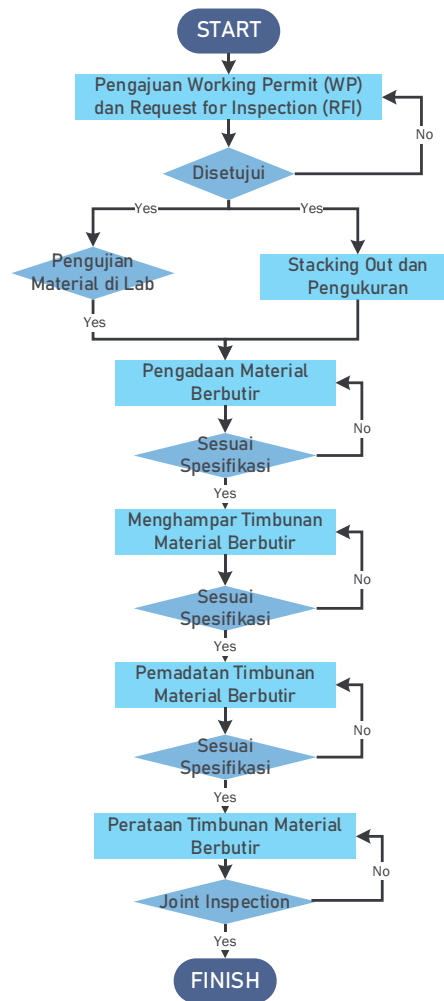 START
Pengajuan Working Permit (WP)
dan Request for Inspection (RFI)
No
Disetujui
Yes
Yes
Pengujian
Material di Lab
Stacking Out dan
Pengukuran
Yes
Pengadaan Material
Berbutir
No
Sesuai
Spesifikasi
Yes
Menghampar Timbunan
Material Berbutir
No
Sesuai
Spesifikasi
Yes
Pemadatan Timbunan
Material Berbutir
No
Sesuai
Spesifikasi
Yes
Perataan Timbunan Material
Berbutir
No
Joint Inspection
Yes
FINISH